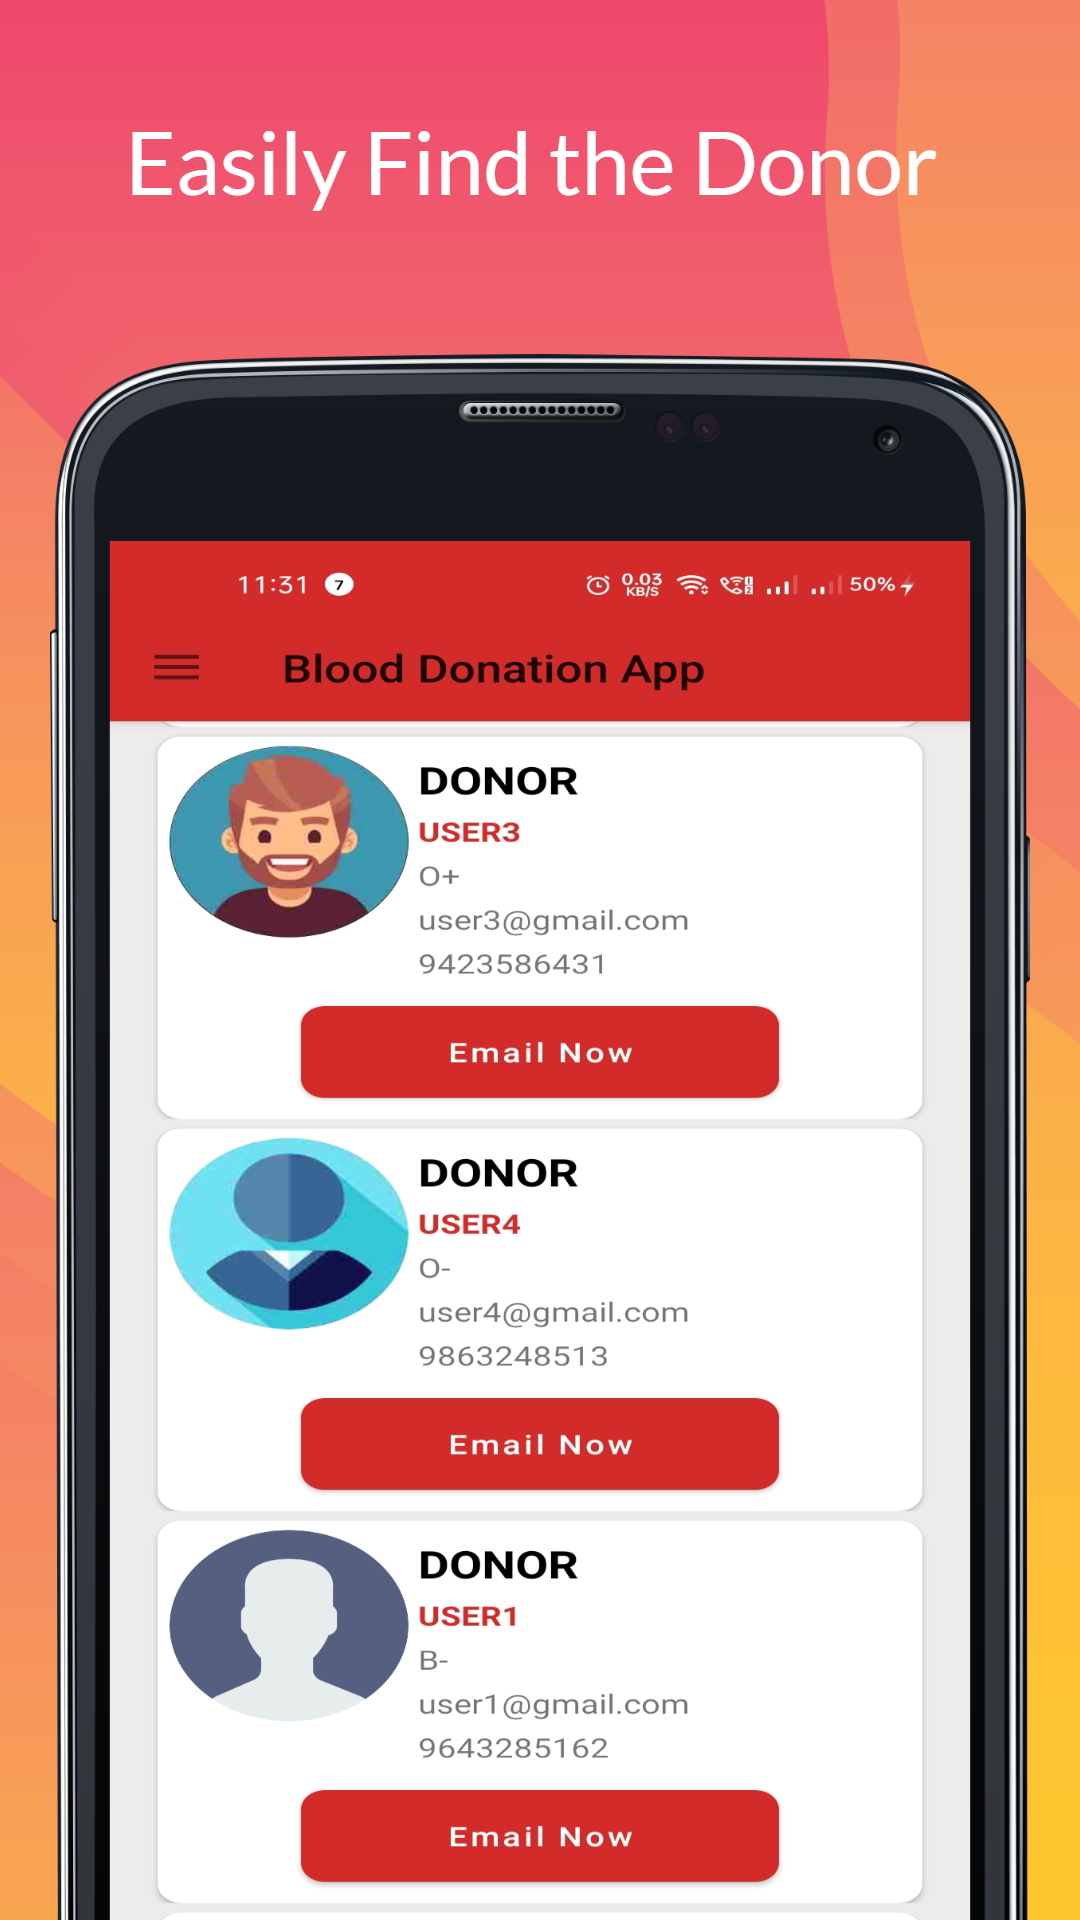 Easily Find the Donor
11:31 7 0.03 KB/S 50%
Blood Donation App
DONOR
USER3
O+
user3@gmail.com
9423586431
Email Now
DONOR
USER4
O-
user4@gmail.com
9863248513
Email Now
DONOR
USER1
B-
user1@gmail.com
9643285162
Email Now